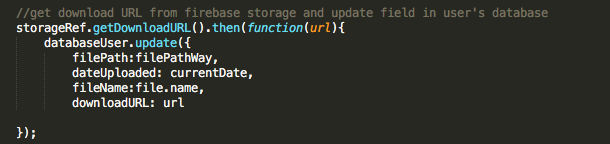 //get download URL from firebase storage and update field in user's database
storageRef.getDownloadURL().then(function(url){
    databaseUser.update({
        filePath:filePathWay,
        dateUploaded: currentDate,
        fileName:file.name,
        downloadURL: url
});